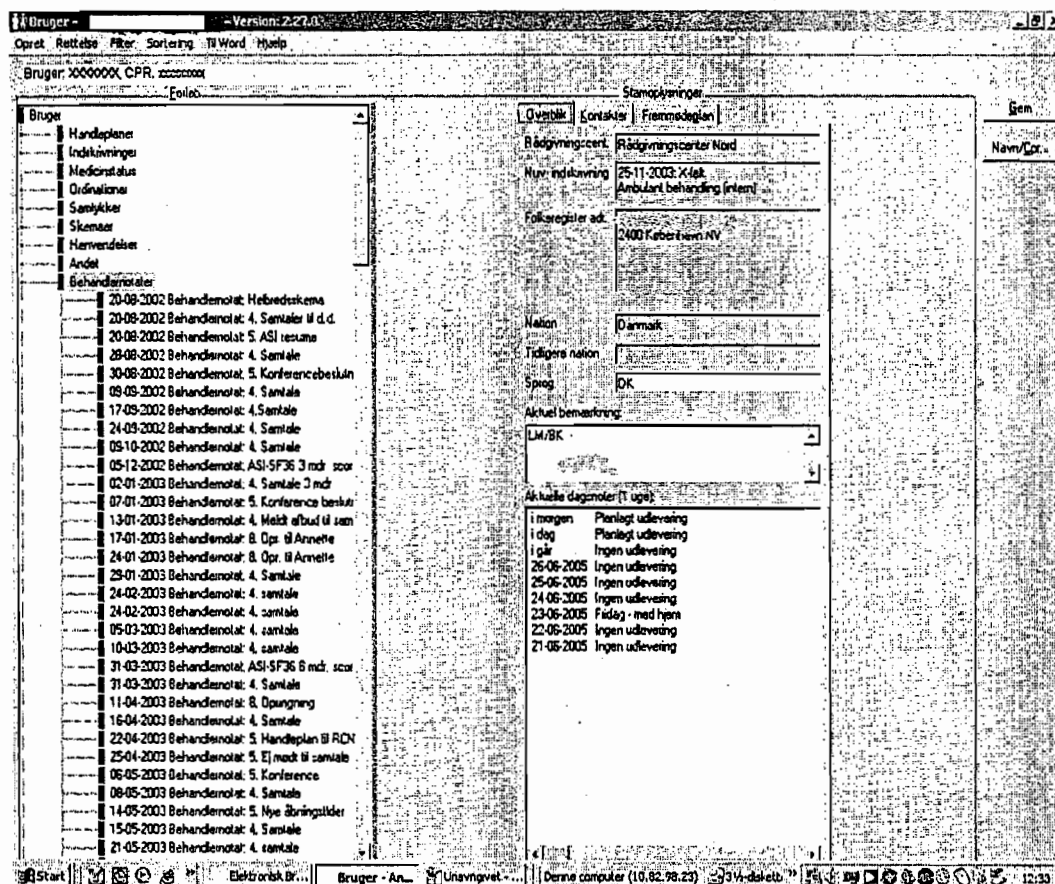 Bruger - - Version: 2.27.0
Opret Rettelse Filter Sortering Til Word Hjælp
Bruger: XXXXXXX, CPR. xxxxxxxxx
Forløb
Bruger
Handleplaner
Indskrivninger
Medicinstatus
Ordinationer
Samtykker
Skemaer
Henvendelser
Andet
Behandlernotater
20-08-2002 Behandlernotat: Helbredsskema
20-08-2002 Behandlernotat: 4. Samtaler til d.d.
20-08-2002 Behandlernotat: 5. ASI resume
28-08-2002 Behandlernotat: 4. Samtale
30-08-2002 Behandlernotat: 5. Konferencebeslutn
09-09-2002 Behandlernotat: 4. Samtale
17-09-2002 Behandlernotat: 4.Samtale
24-09-2002 Behandlernotat: 4. Samtale
09-10-2002 Behandlernotat: 4. Samtale
05-12-2002 Behandlernotat: ASI-SF36 3 mdr. scor
02-01-2003 Behandlernotat: 4. Samtale 3 mdr
07-01-2003 Behandlernotat: 5. Konference beslutn
13-01-2003 Behandlernotat: 4. Meldt afbud til sam
17-01-2003 Behandlernotat: 8. Opr. til Annette
24-01-2003 Behandlernotat: 8. Opr. til Annette
29-01-2003 Behandlernotat: 4. Samtale
24-02-2003 Behandlernotat: 4. samtale
24-02-2003 Behandlernotat: 4. samtale
05-03-2003 Behandlernotat: 4. samtale
10-03-2003 Behandlernotat: 4. samtale
31-03-2003 Behandlernotat: ASI-SF36 6 mdr. scor
31-03-2003 Behandlernotat: 4. Samtale
11-04-2003 Behandlernotat: 8. Opringning
16-04-2003 Behandlernotat: 4. Samtale
22-04-2003 Behandlernotat: 5. Handleplan til RCN
25-04-2003 Behandlernotat: 5. Ej mødt til samtale
06-05-2003 Behandlernotat: 5. Konference
08-05-2003 Behandlernotat: 4. Samtale
14-05-2003 Behandlernotat: 5. Nye åbningstider
15-05-2003 Behandlernotat: 4. Samtale
21-05-2003 Behandlernotat: 4. samtale
Stamoplysninger
Overblik Kontakter Fremmødeplan
Rådgivningscent. Rådgivningscenter Nord
Nuv. indskrivning 25-11-2003: X-falt
Ambulant behandling (intern)
Folkeregister adr.
2400 København NV
Nation Danmark
Tidligere nation
Sprog DK
Aktuel bemærkning:
LM/BK
Aktuelle dagsnoter (1 uge):
i morgen Planlagt udlevering
i dag Planlagt udlevering
i går Ingen udlevering
26-06-2005 Ingen udlevering
25-06-2005 Ingen udlevering
24-06-2005 Ingen udlevering
23-06-2005 Fridag - med hjem
22-06-2005 Ingen udlevering
21-06-2005 Ingen udlevering
Gem
Navn/Cpr..
Start Elektronisk Br... Bruger - An... Unavngivet -... Denne computer (10.82.98.23) 3½-disketb 12:53